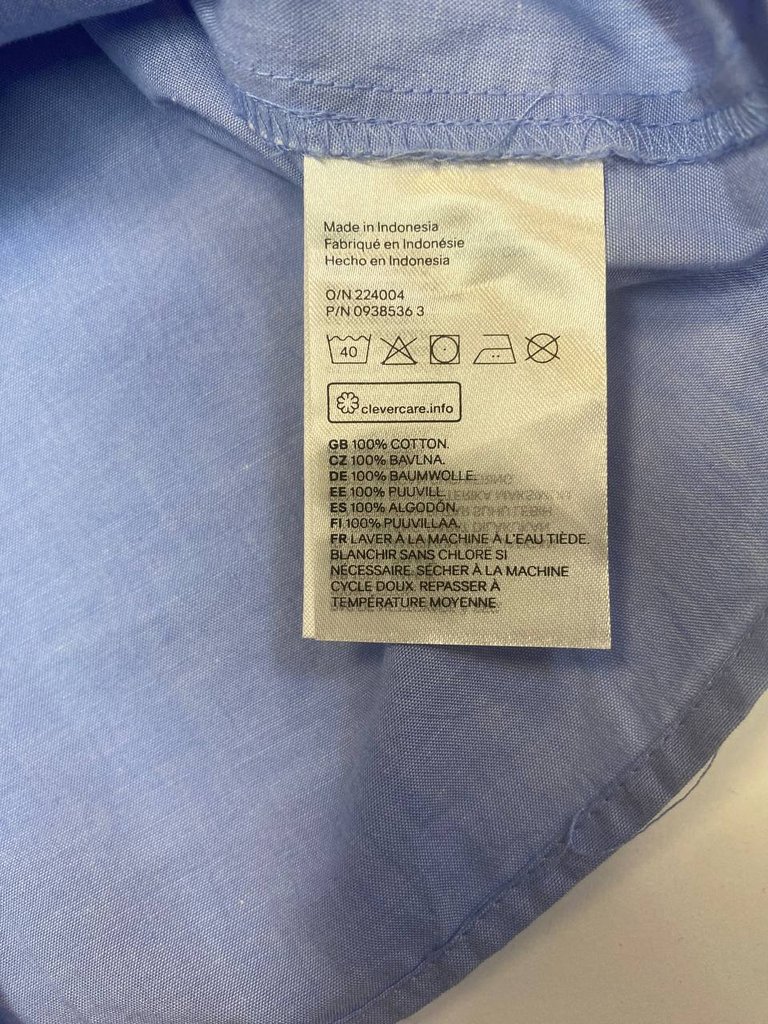 Made in Indonesia
Fabriqué en Indonésie
Hecho en Indonesia
O/N 224004
P/N 0938536 3
40
clevercare.info
GB 100% COTTON.
CZ 100% BAVLNA.
DE 100% BAUMWOLLE.
EE 100% PUUVILL.
ES 100% ALGODÓN.
FI 100% PUUVILLAA.
FR LAVER À LA MACHINE À L'EAU TIÈDE.
BLANCHIR SANS CHLORE SI
NÉCESSAIRE. SÉCHER À LA MACHINE
CYCLE DOUX. REPASSER À
TEMPÉRATURE MOYENNE.